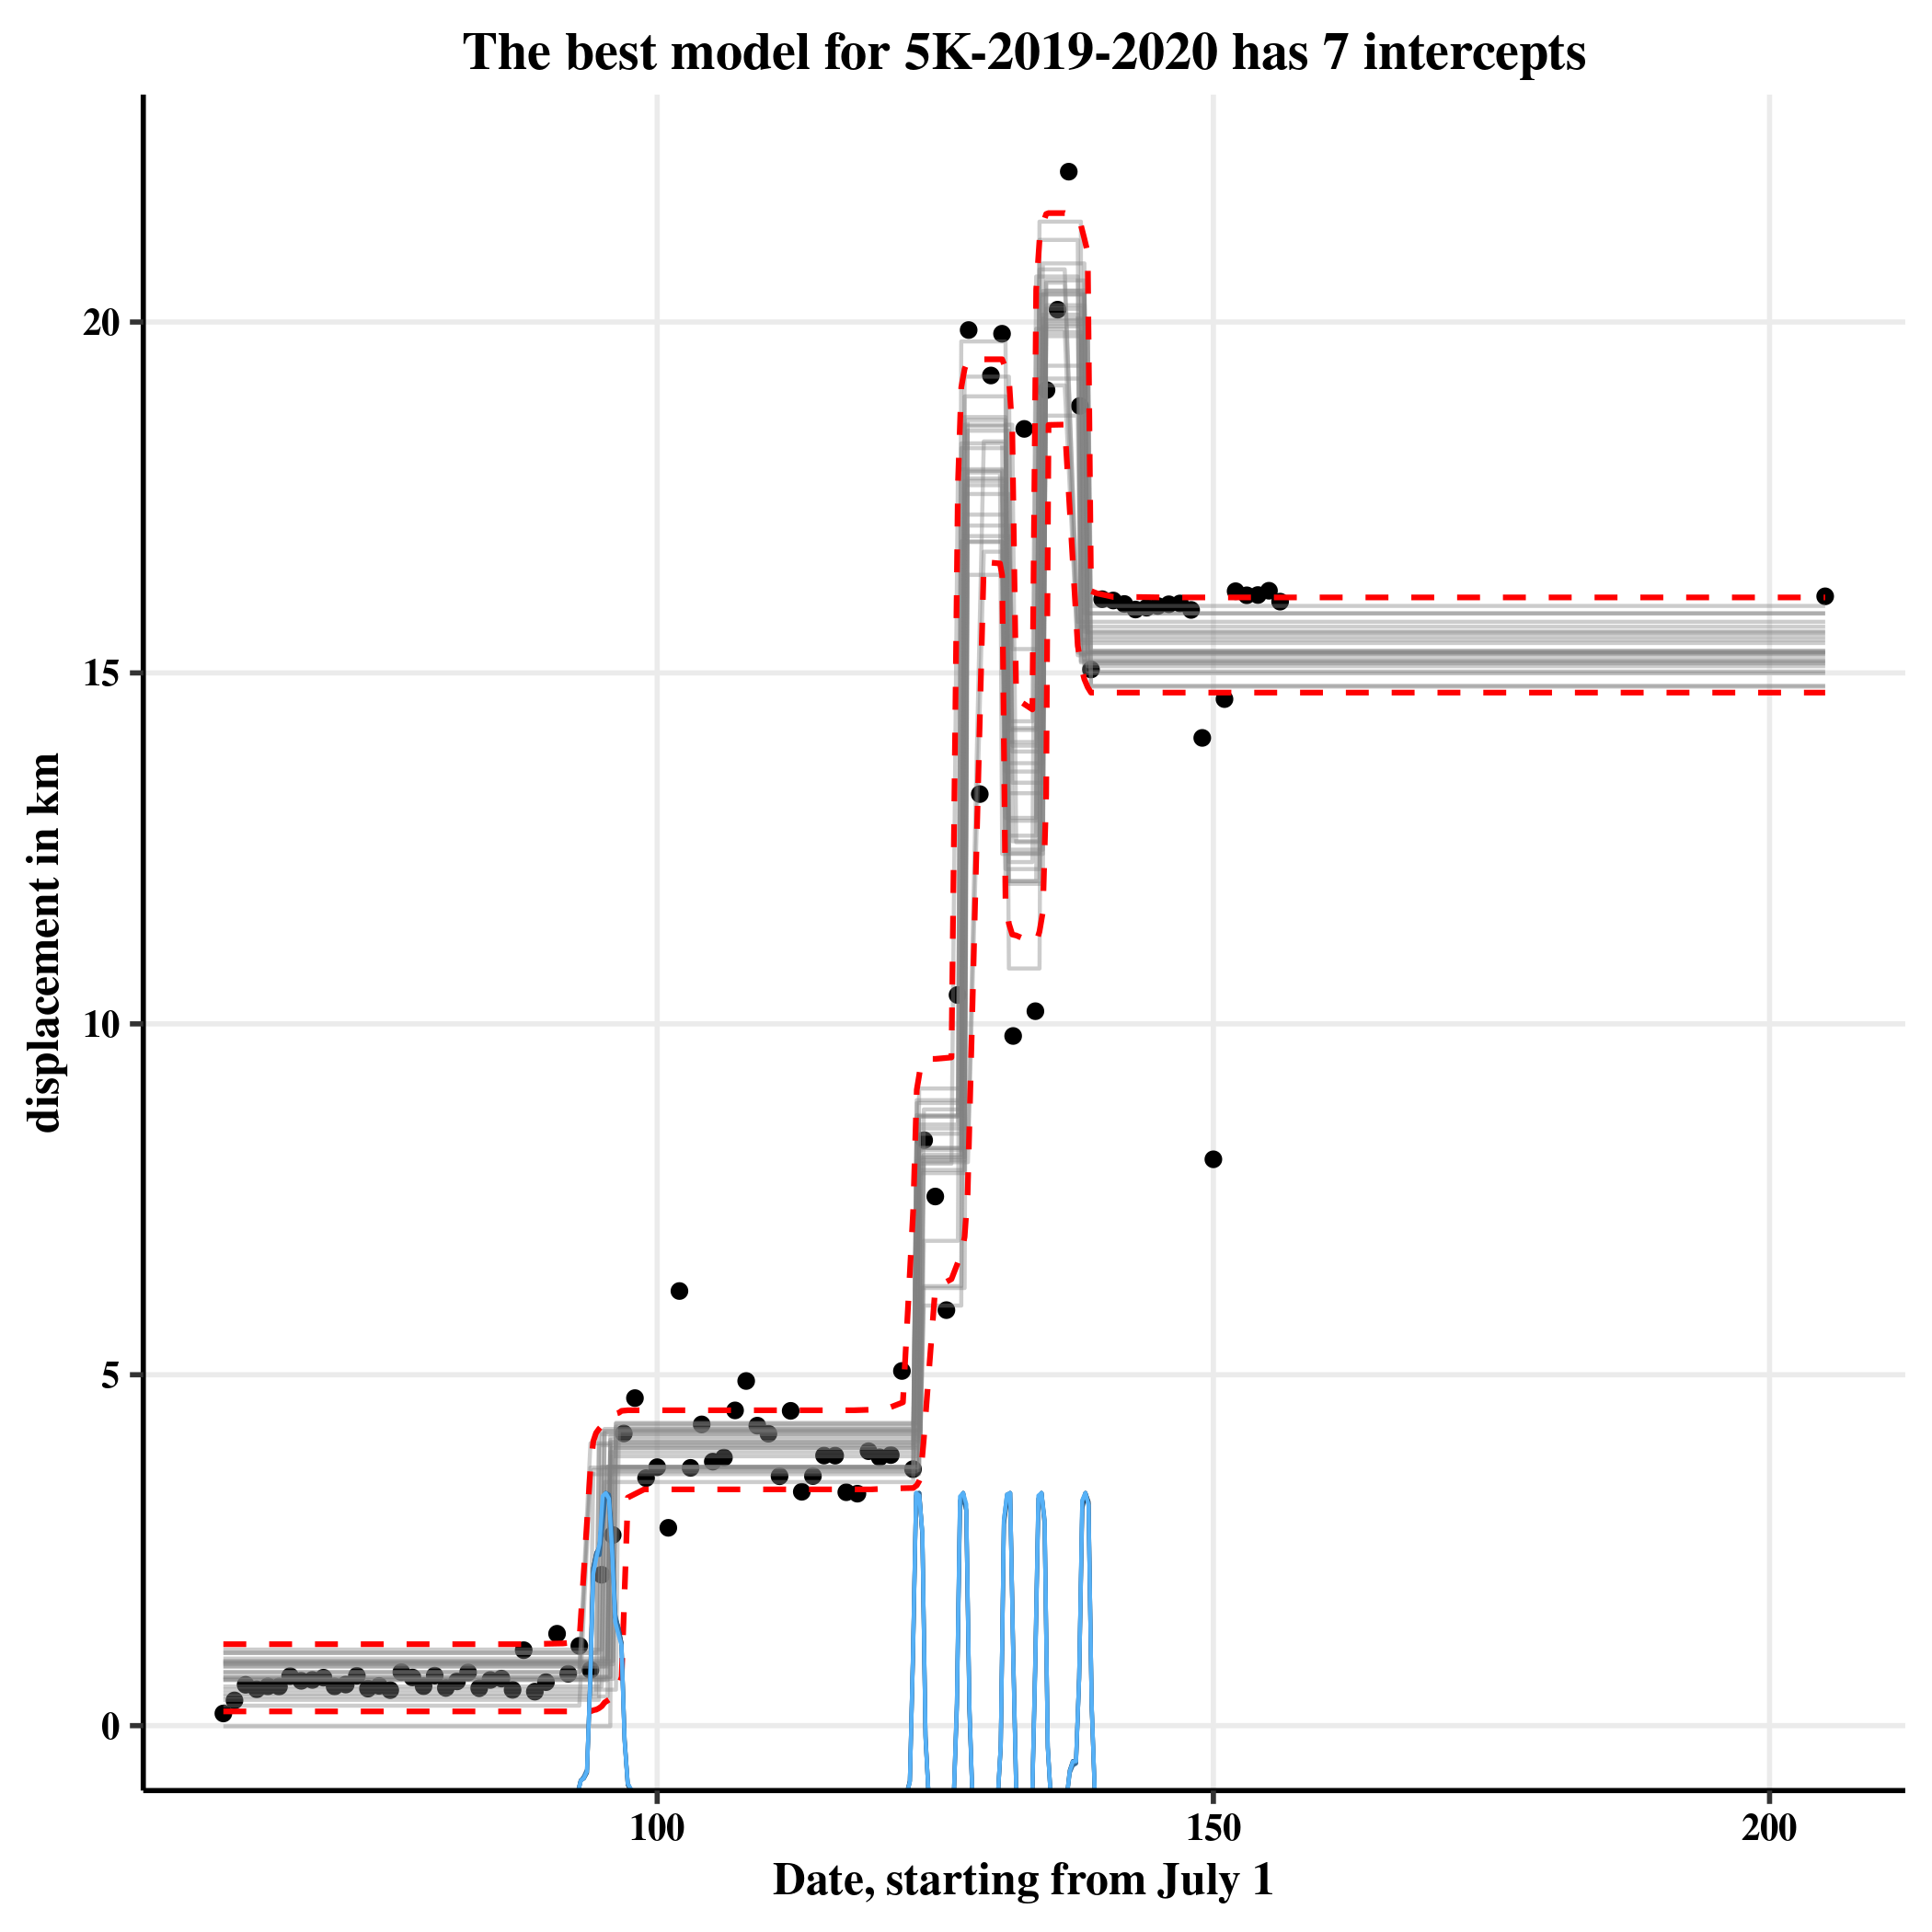 The best model for 5K-2019-2020 has 7 intercepts
20
15
10
5
0
displacement in km
100
150
200
Date, starting from July 1